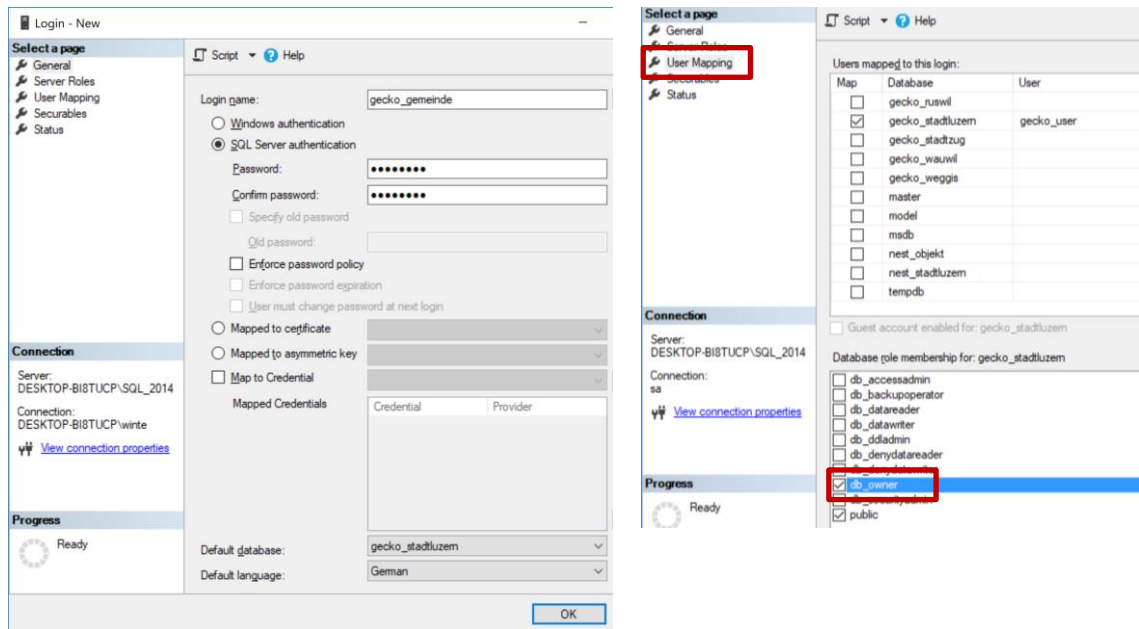 Login - New
Select a page
General
Server Roles
User Mapping
Securables
Status
Script Help
Login name: gecko_gemeinde
Windows authentication
SQL Server authentication
Password: ••••••••
Confirm password: ••••••••
Specify old password
Old password:
Enforce password policy
Enforce password expiration
User must change password at next login
Mapped to certificate
Mapped to asymmetric key
Map to Credential
Mapped Credentials Credential Provider
Default database: gecko_stadtluzern
Default language: German
Connection
Server:
DESKTOP-BI8TUCP\SQL_2014
Connection:
DESKTOP-BI8TUCP\winte
View connection properties
Progress
Ready
OK
Select a page
General
Server Roles
User Mapping
Securables
Status
Script Help
Users mapped to this login:
Map Database User
gecko_ruswil
gecko_stadtluzern gecko_user
gecko_stadtzug
gecko_wauwil
gecko_weggis
master
model
msdb
nest_objekt
nest_stadtluzern
tempdb
Guest account enabled for: gecko_stadtluzern
Database role membership for: gecko_stadtluzern
db_accessadmin
db_backupoperator
db_datareader
db_datawriter
db_ddladmin
db_denydatareader
db_denydatawriter
db_owner
db_securityadmin
public
Connection
Server:
DESKTOP-BI8TUCP\SQL_2014
Connection:
sa
View connection properties
Progress
Ready